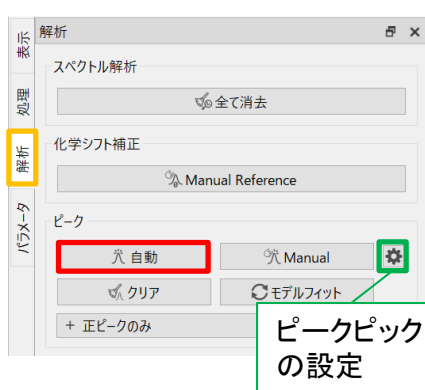 解析
表示
処理
解析
パラメータ
スペクトル解析
全て消去
化学シフト補正
Manual Reference
ピーク
自動
Manual
クリア
モデルフィット
+ 正ピークのみ
ピークピック
の設定